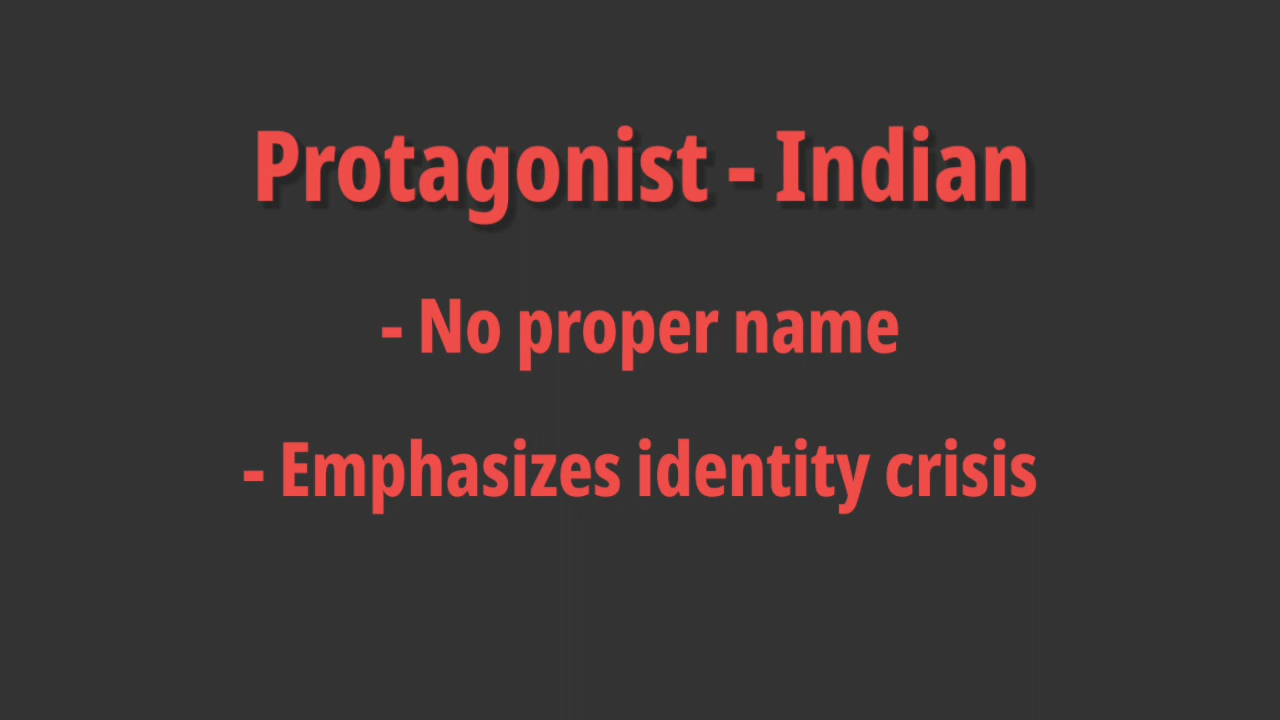 Protagonist - Indian
- No proper name
- Emphasizes identity crisis